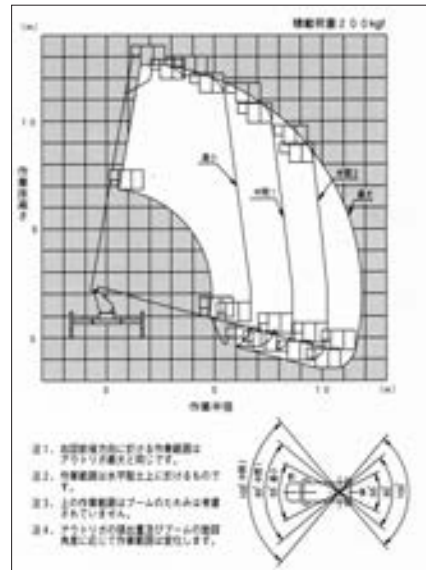 (m)
積載荷重200kgf
10
作業床高さ
5
最小
中間1
中間2
最大
0
5
10
(m)
作業半径
注1. 右図前後方向に於ける作業範囲は
アウトリガ最大と同じです。
注2. 作業範囲は水平堅土上に於けるもので
す。
注3. 上の作業範囲はブームのたわみは考慮
されていません。
注4. アウトリガの張出量及びブームの旋回
角度に応じて作業範囲は変化します。